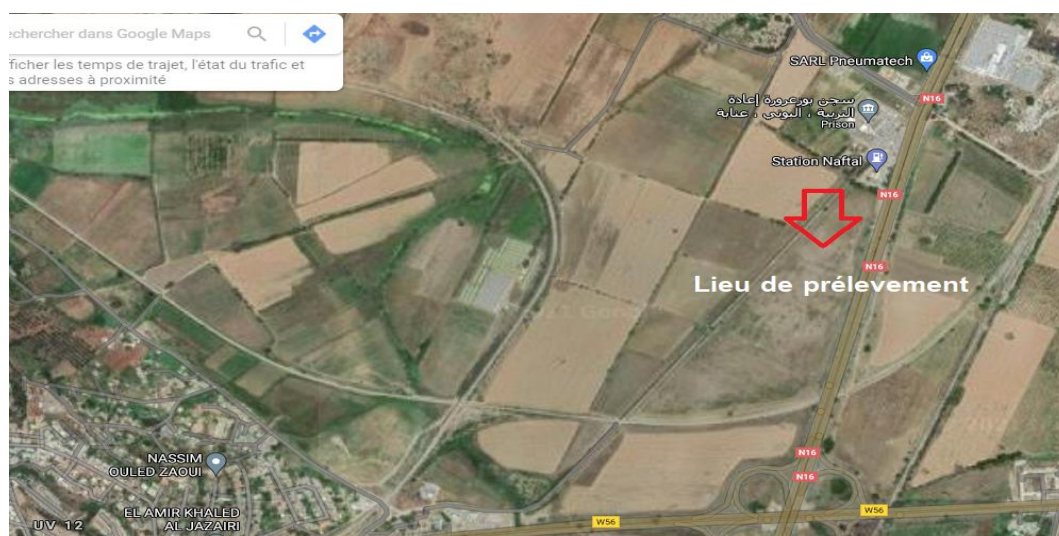 echercher dans Google Maps
fficher les temps de trajet, l'état du trafic et
s adresses à proximité
SARL Pneumatech
N16
سجن بوزعرورة إعادة
التربية ، البوني ، عنابة
Prison
Station Naftal
N16
N16
Lieu de prélevement
N16
N16
NASSIM
OULED ZAOUI
EL AMIR KHALED
AL JAZAIRI
UV 12
W56
W56